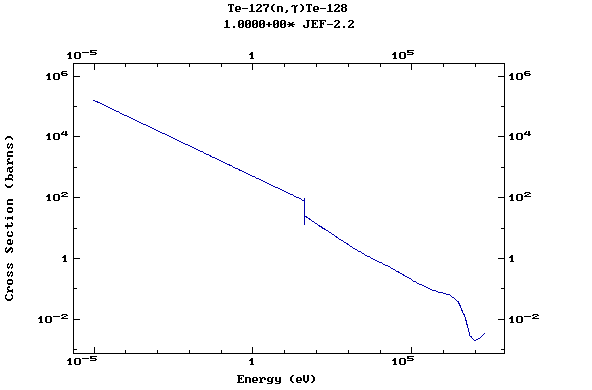 Te-127(n,γ)Te-128
1.0000+00* JEF-2.2
10⁻⁵ 1 10⁵
10⁶ 10⁶
10⁴ 10⁴
10² 10²
1 1
10⁻² 10⁻²
10⁻⁵ 1 10⁵
Cross Section (barns)
Energy (eV)